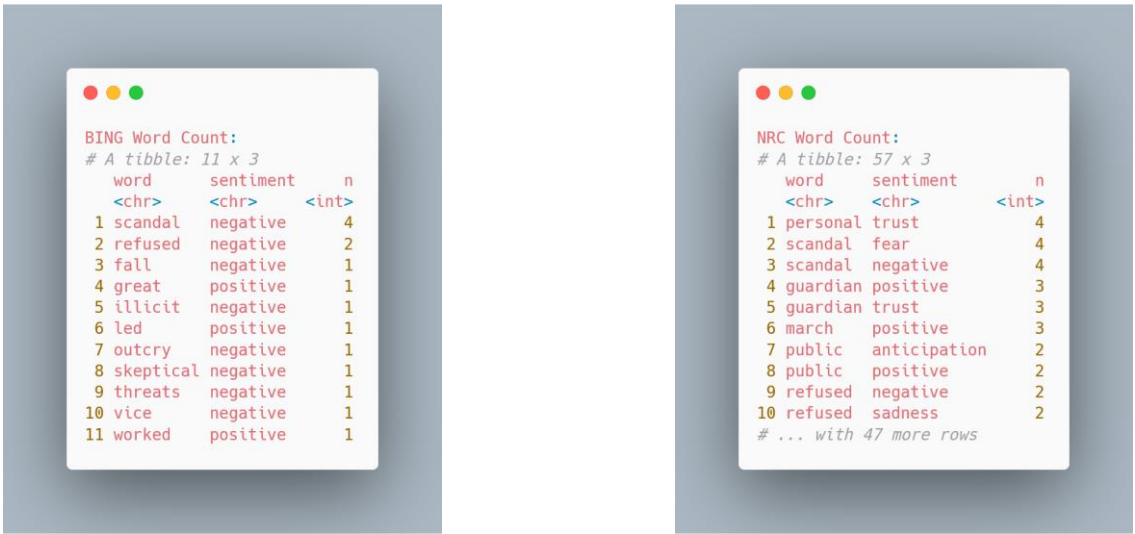 BING Word Count:
# A tibble: 11 x 3
word sentiment n
<chr> <chr> <int>
1 scandal negative 4
2 refused negative 2
3 fall negative 1
4 great positive 1
5 illicit negative 1
6 led positive 1
7 outcry negative 1
8 skeptical negative 1
9 threats negative 1
10 vice negative 1
11 worked positive 1
NRC Word Count:
# A tibble: 57 x 3
word sentiment n
<chr> <chr> <int>
1 personal trust 4
2 scandal fear 4
3 scandal negative 4
4 guardian positive 3
5 guardian trust 3
6 march positive 3
7 public anticipation 2
8 public positive 2
9 refused negative 2
10 refused sadness 2
# ... with 47 more rows